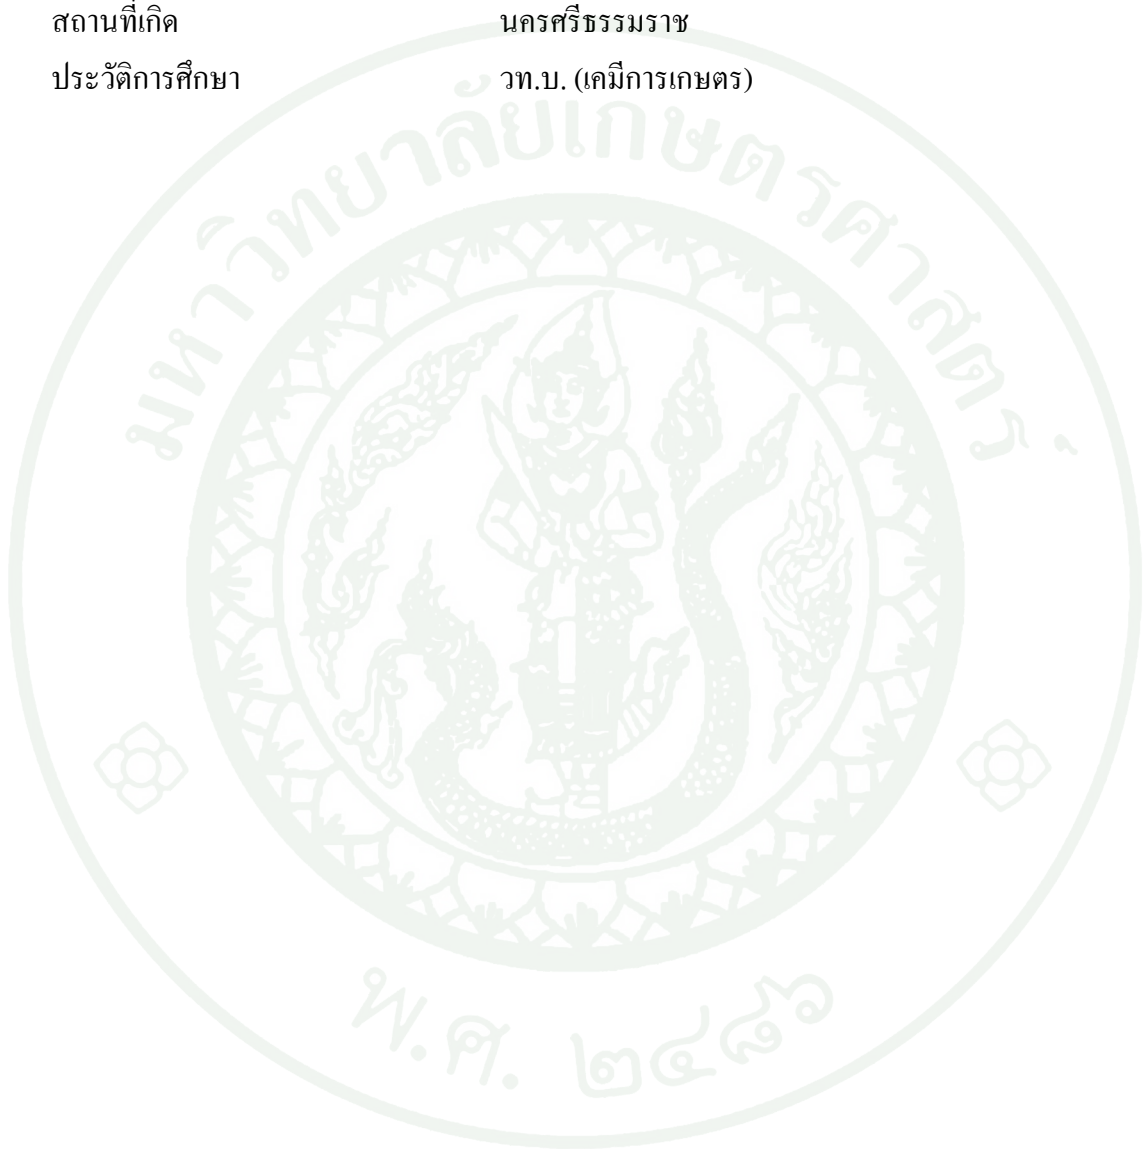 สถานที่เกิด นครศรีธรรมราช
ประวัติการศึกษา วท.บ. (เคมีการเกษตร)
มหาวิทยาลัยเกษตรศาสตร์
พ.ศ. ๒๔๘๖